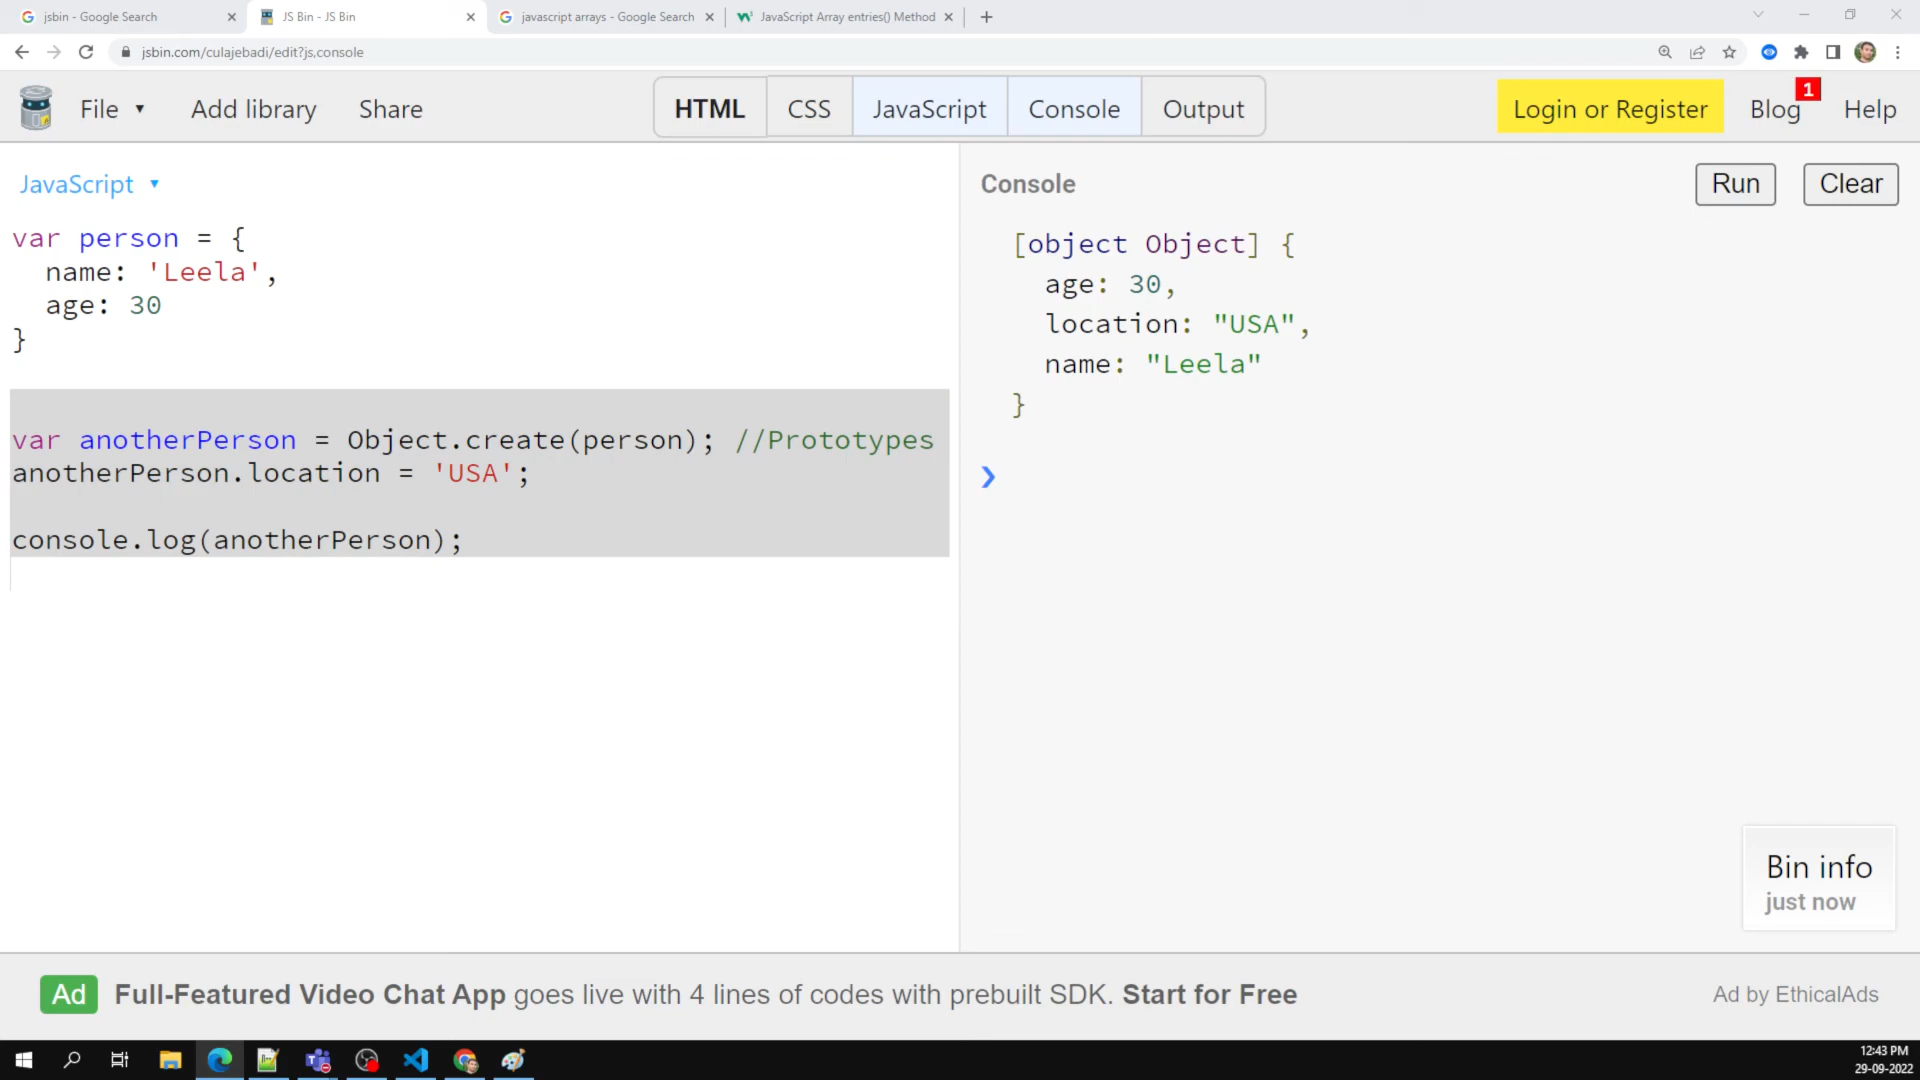 jsbin - Google Search
JS Bin - JS Bin
javascript arrays - Google Search
JavaScript Array entries() Method
jsbin.com/culajebadi/edit?js,console
File
Add library
Share
HTML
CSS
JavaScript
Console
Output
Login or Register
Blog
1
Help
JavaScript
var person = {
name: 'Leela',
age: 30
}
var anotherPerson = Object.create(person); //Prototypes
anotherPerson.location = 'USA';
console.log(anotherPerson);
Console
Run
Clear
[object Object] {
age: 30,
location: "USA",
name: "Leela"
}
Bin info
just now
Ad Full-Featured Video Chat App goes live with 4 lines of codes with prebuilt SDK. Start for Free
Ad by EthicalAds
12:43 PM
29-09-2022